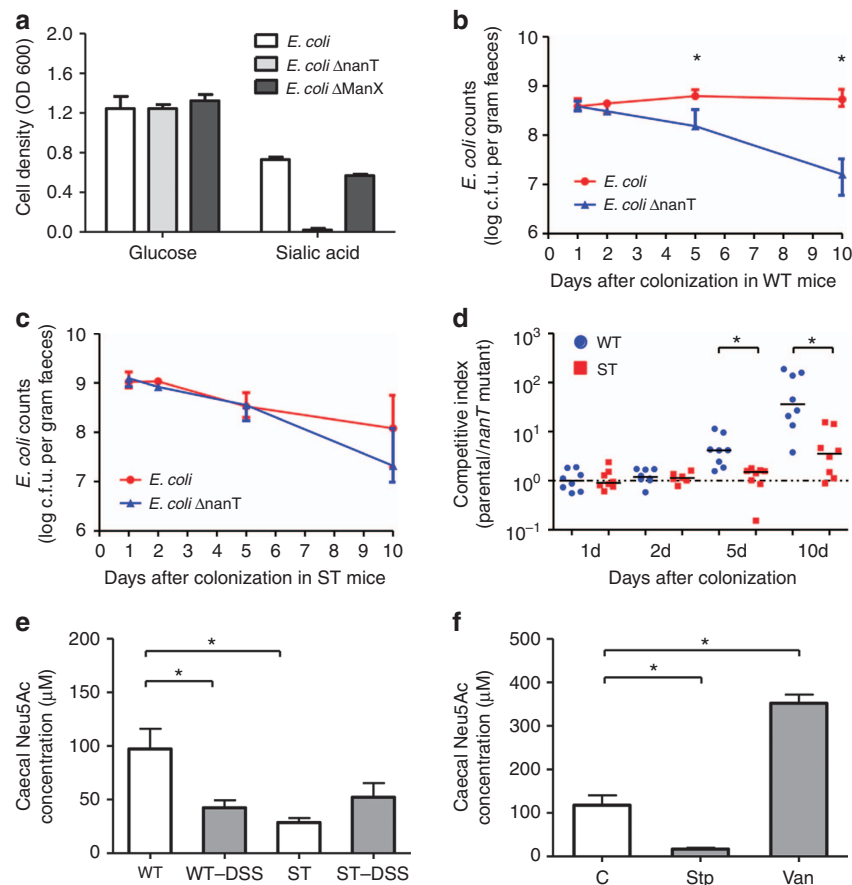 a
Cell density (OD 600)
2.0
1.6
1.2
0.8
0.4
0.0
E. coli
E. coli ΔnanT
E. coli ΔManX
Glucose
Sialic acid
b
E. coli counts
(log c.f.u. per gram faeces)
10
9
8
7
6
*
*
E. coli
E. coli ΔnanT
0 1 2 3 4 5 6 7 8 9 10
Days after colonization in WT mice
c
E. coli counts
(log c.f.u. per gram faeces)
10
9
8
7
6
E. coli
E. coli ΔnanT
0 1 2 3 4 5 6 7 8 9 10
Days after colonization in ST mice
d
Competitive index
(parental/nanT mutant)
10³
10²
10¹
10⁰
10⁻¹
WT
ST
*
*
1d 2d 5d 10d
Days after colonization
e
Caecal Neu5Ac
concentration (μM)
200
150
100
50
0
*
*
WT WT–DSS ST ST–DSS
f
Caecal Neu5Ac
concentration (μM)
500
400
300
200
100
0
*
*
C Stp Van